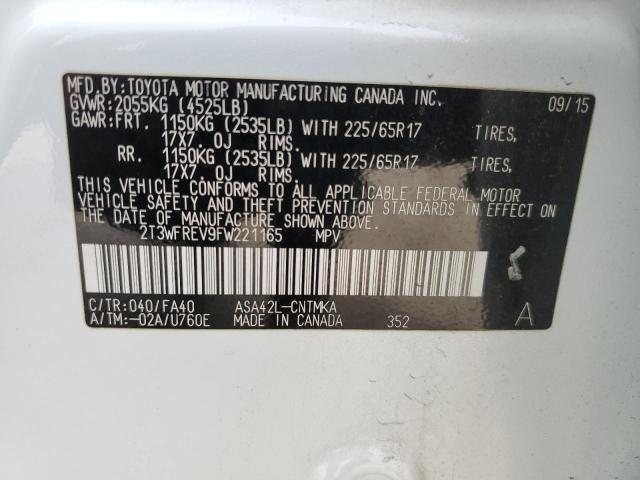 MFD.BY:TOYOTA MOTOR MANUFACTURING CANADA INC. 09/15
GVWR:2055KG (4525LB)
GAWR:FRT. 1150KG (2535LB) WITH 225/65R17 TIRES,
17X7.0J RIMS.
RR. 1150KG (2535LB) WITH 225/65R17 TIRES,
17X7.0J RIMS.
THIS VEHICLE CONFORMS TO ALL APPLICABLE FEDERAL MOTOR
VEHICLE SAFETY AND THEFT PREVENTION STANDARDS IN EFFECT ON
THE DATE OF MANUFACTURE SHOWN ABOVE.
2T3WFREV9FW221165 MPV
C/TR:040/FA40 ASA42L-CNTMKA
A/TM:-02A/U760E MADE IN CANADA 352 A